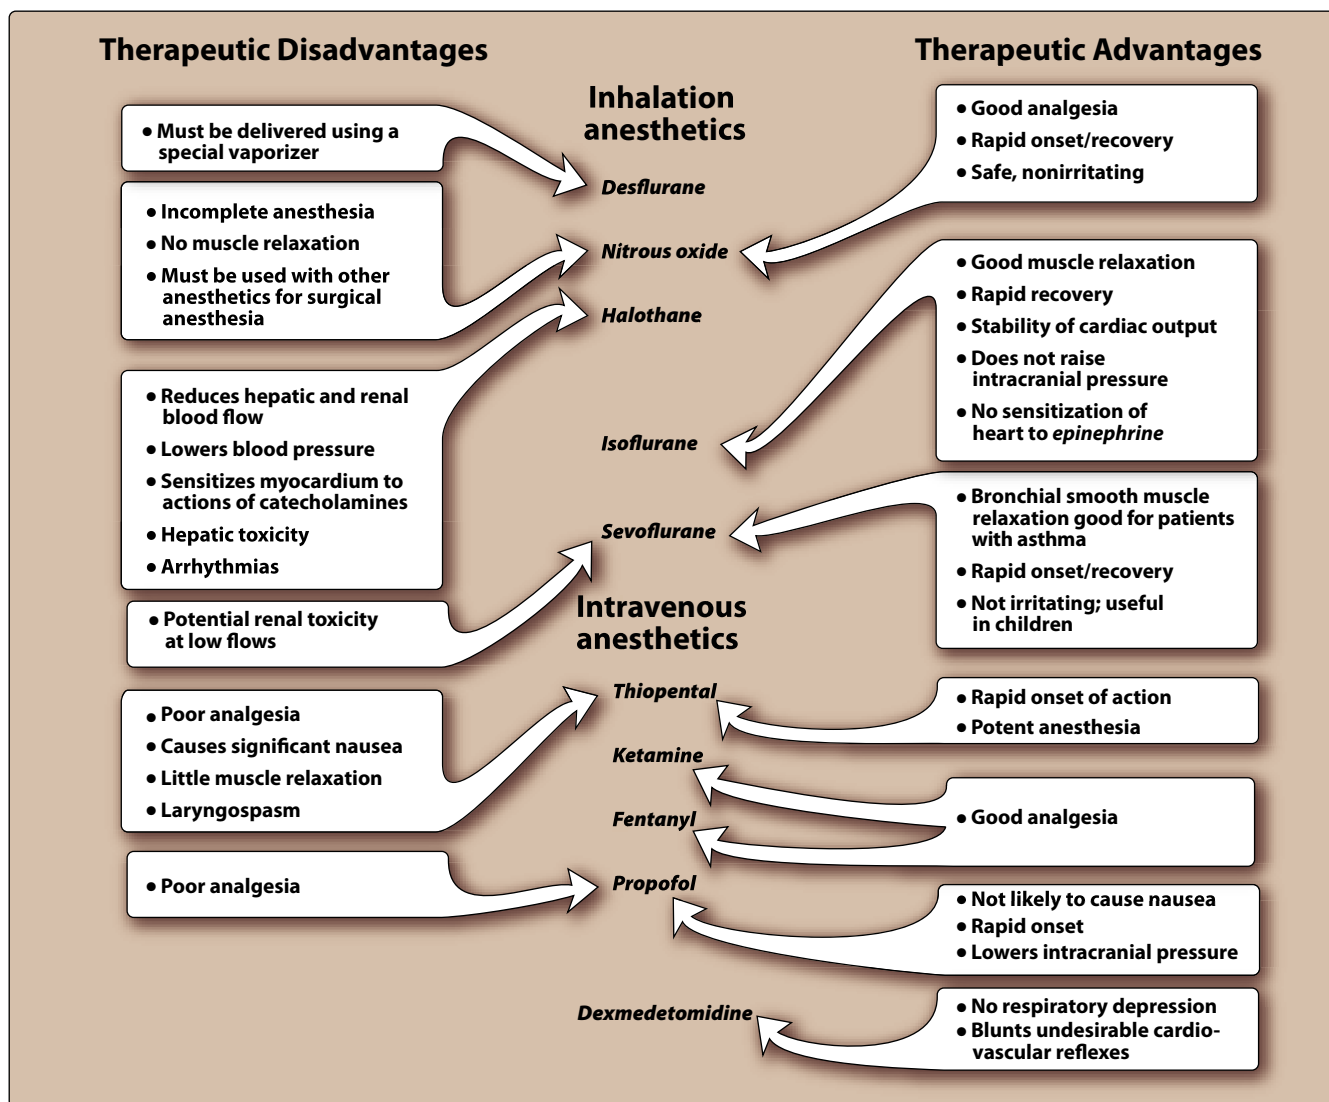 Therapeutic Disadvantages
• Must be delivered using a
special vaporizer
• Incomplete anesthesia
• No muscle relaxation
• Must be used with other
anesthetics for surgical
anesthesia
• Reduces hepatic and renal
blood flow
• Lowers blood pressure
• Sensitizes myocardium to
actions of catecholamines
• Hepatic toxicity
• Arrhythmias
• Potential renal toxicity
at low flows
• Poor analgesia
• Causes significant nausea
• Little muscle relaxation
• Laryngospasm
• Poor analgesia
Inhalation
anesthetics
Desflurane
Nitrous oxide
Halothane
Isoflurane
Sevoflurane
Intravenous
anesthetics
Thiopental
Ketamine
Fentanyl
Propofol
Dexmedetomidine
Therapeutic Advantages
• Good analgesia
• Rapid onset/recovery
• Safe, nonirritating
• Good muscle relaxation
• Rapid recovery
• Stability of cardiac output
• Does not raise
intracranial pressure
• No sensitization of
heart to epinephrine
• Bronchial smooth muscle
relaxation good for patients
with asthma
• Rapid onset/recovery
• Not irritating; useful
in children
• Rapid onset of action
• Potent anesthesia
• Good analgesia
• Not likely to cause nausea
• Rapid onset
• Lowers intracranial pressure
• No respiratory depression
• Blunts undesirable cardio-
vascular reflexes